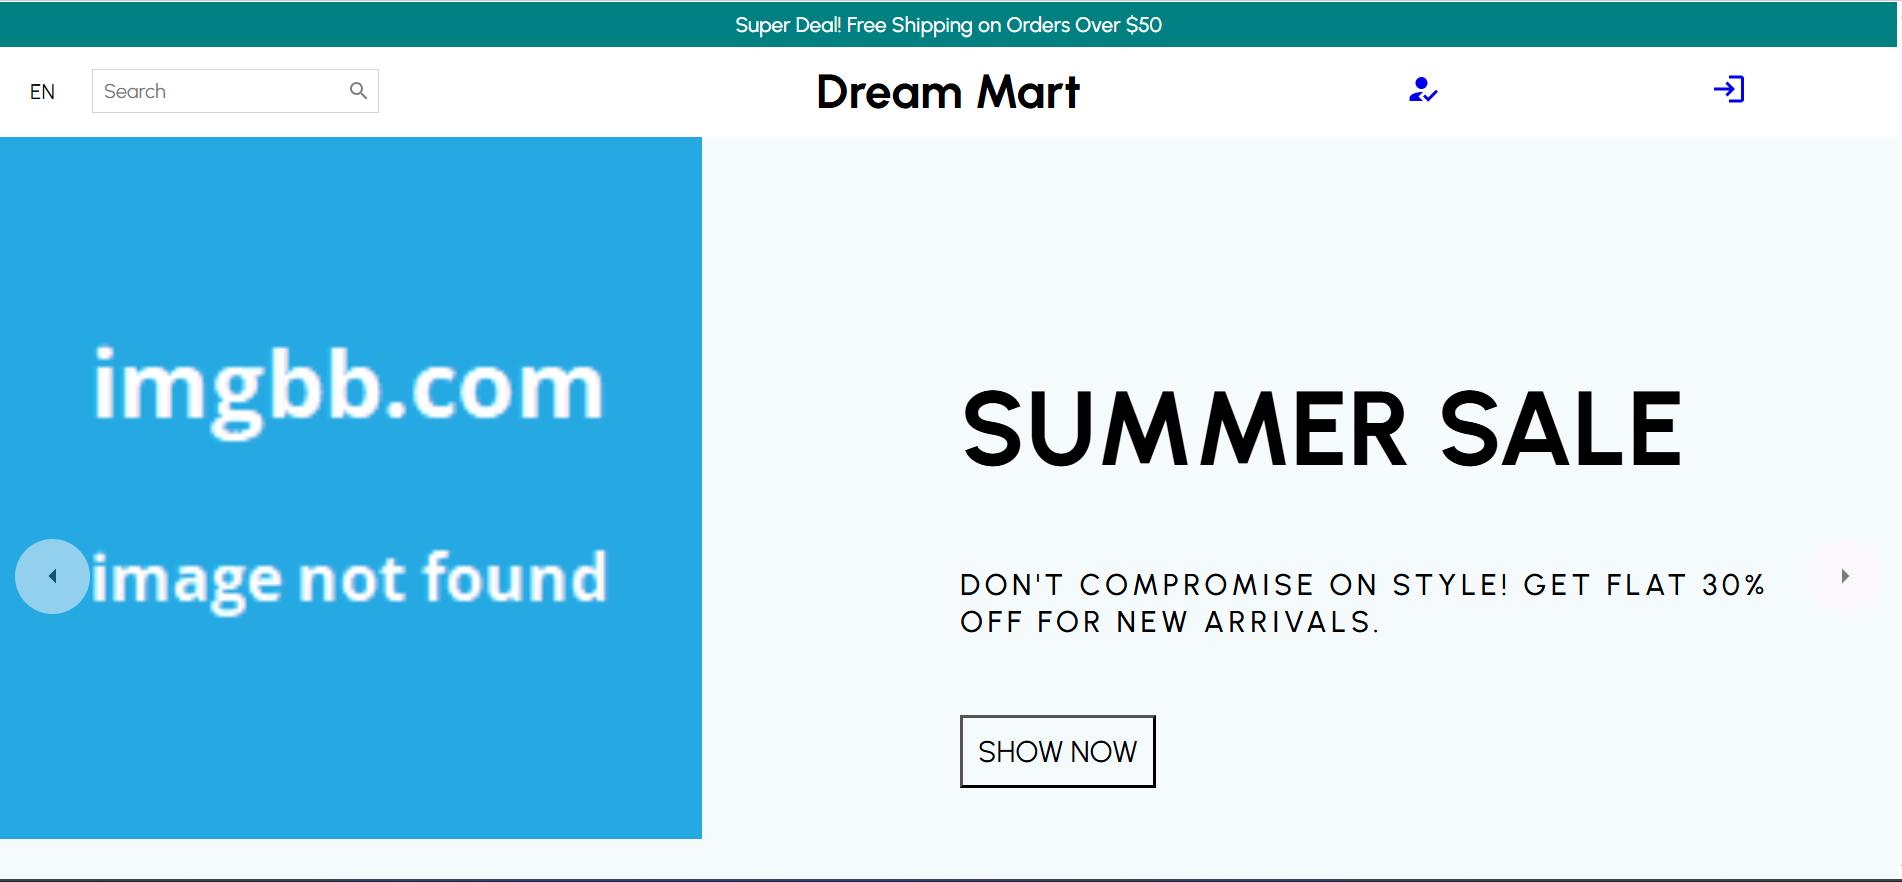 Super Deal! Free Shipping on Orders Over $50
EN
Search
Dream Mart
imgbb.com
image not found
SUMMER SALE
DON'T COMPROMISE ON STYLE! GET FLAT 30%
OFF FOR NEW ARRIVALS.
SHOW NOW